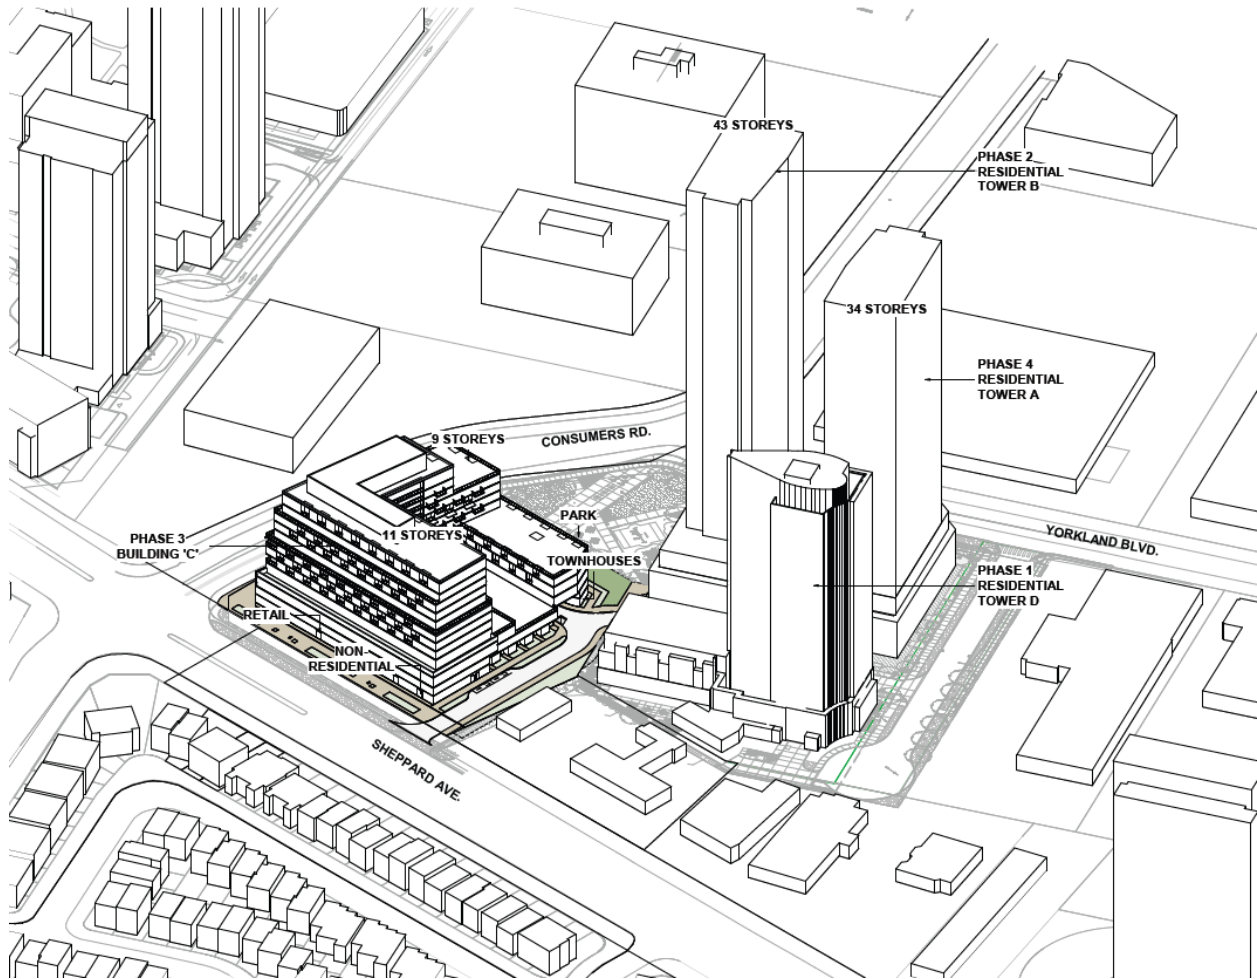 43 STOREYS
PHASE 2
RESIDENTIAL
TOWER B
34 STOREYS
PHASE 4
RESIDENTIAL
TOWER A
9 STOREYS
CONSUMERS RD.
PARK
11 STOREYS
PHASE 3
BUILDING 'C'
TOWNHOUSES
YORKLAND BLVD.
PHASE 1
RESIDENTIAL
TOWER D
RETAIL
NON-
RESIDENTIAL
SHEPPARD AVE.